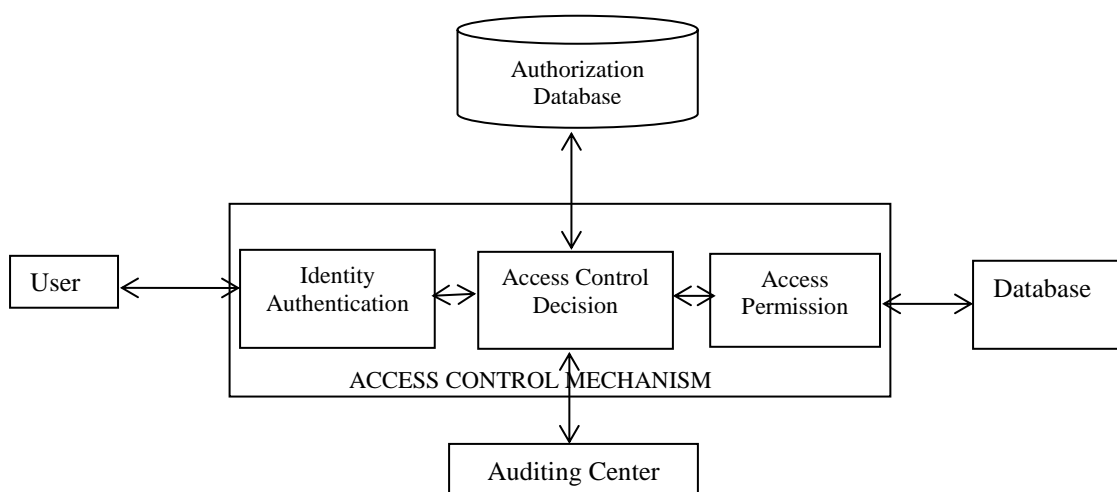 Authorization
Database
User
Identity
Authentication
Access Control
Decision
Access
Permission
Database
ACCESS CONTROL MECHANISM
Auditing Center